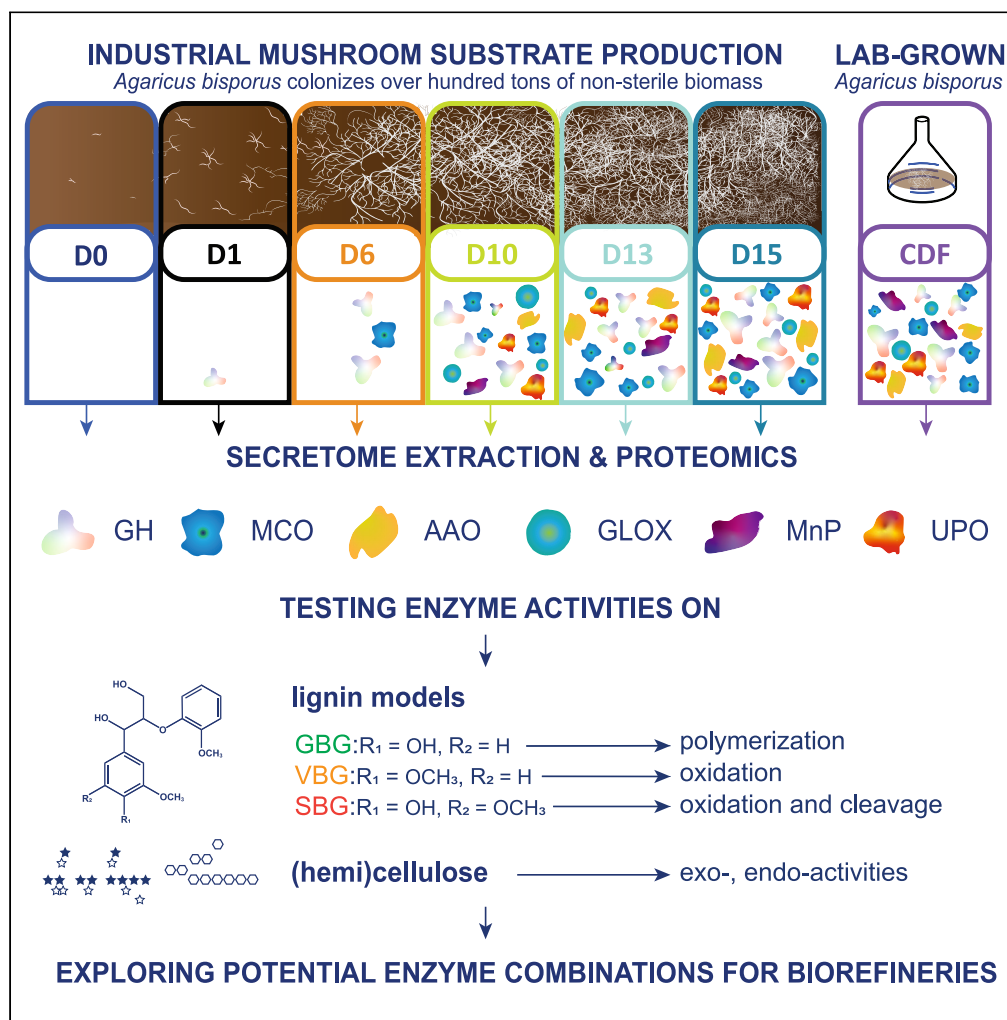 INDUSTRIAL MUSHROOM SUBSTRATE PRODUCTION
Agaricus bisporus colonizes over hundred tons of non-sterile biomass
LAB-GROWN
Agaricus bisporus
D0 D1 D6 D10 D13 D15 CDF
SECRETOME EXTRACTION & PROTEOMICS
GH MCO AAO GLOX MnP UPO
TESTING ENZYME ACTIVITIES ON
lignin models
HO
HO
O
OCH₃
R₂
OCH₃
R₁
GBG:R₁ = OH, R₂ = H polymerization
VBG:R₁ = OCH₃, R₂ = H oxidation
SBG:R₁ = OH, R₂ = OCH₃ oxidation and cleavage
(hemi)cellulose exo-, endo-activities
EXPLORING POTENTIAL ENZYME COMBINATIONS FOR BIOREFINERIES